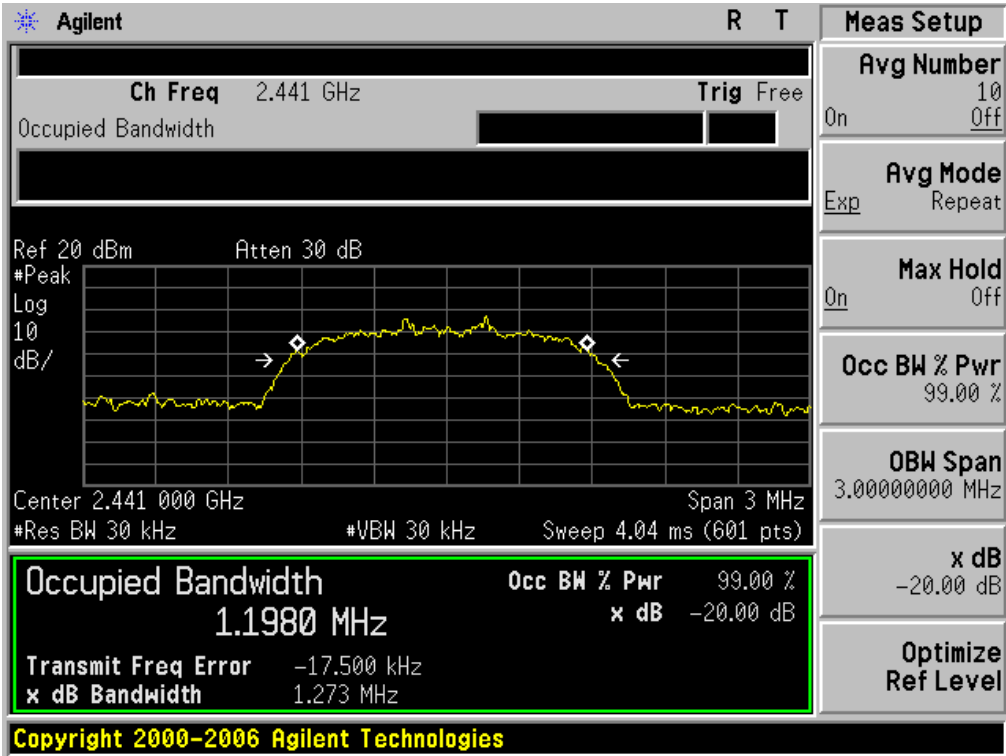 Agilent R T
Ch Freq 2.441 GHz Trig Free
Occupied Bandwidth
Ref 20 dBm Atten 30 dB
#Peak
Log
10
dB/
Center 2.441 000 GHz Span 3 MHz
#Res BW 30 kHz #VBW 30 kHz Sweep 4.04 ms (601 pts)
Occupied Bandwidth Occ BW % Pwr 99.00 %
1.1980 MHz x dB -20.00 dB
Transmit Freq Error -17.500 kHz
x dB Bandwidth 1.273 MHz
Copyright 2000-2006 Agilent Technologies
Meas Setup
Avg Number
10
On Off
Avg Mode
Exp Repeat
Max Hold
On Off
Occ BW % Pwr
99.00 %
OBW Span
3.00000000 MHz
x dB
-20.00 dB
Optimize
Ref Level